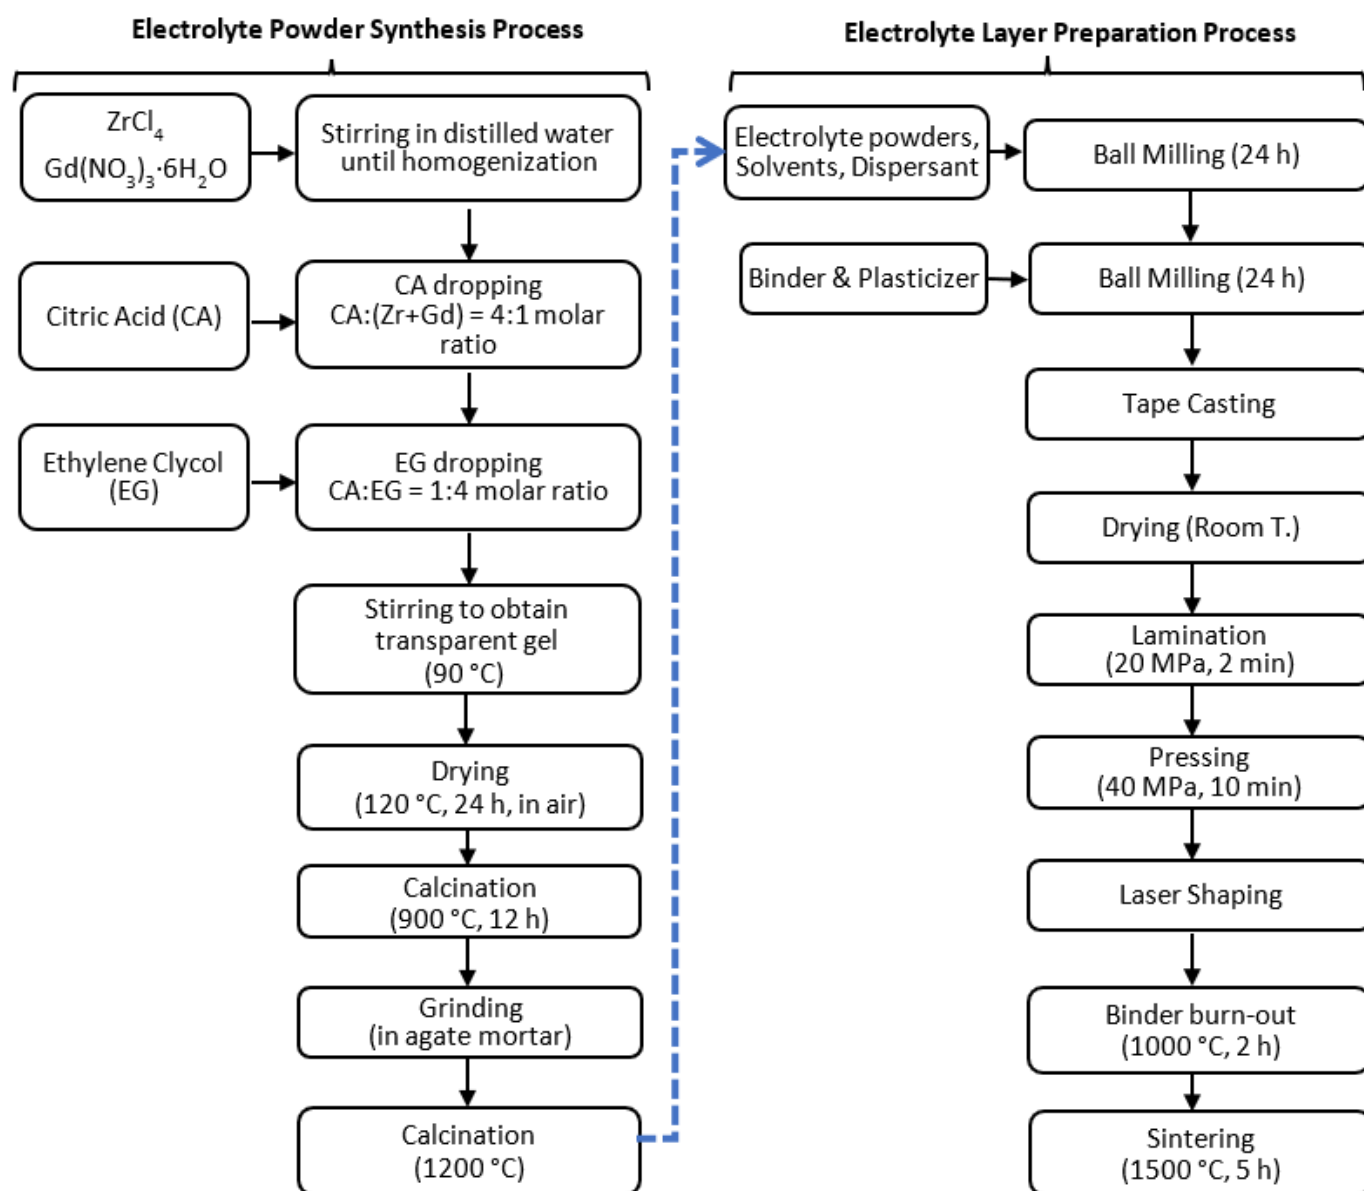 Electrolyte Powder Synthesis Process
ZrCl₄
Gd(NO₃)₃·6H₂O
Stirring in distilled water
until homogenization
Citric Acid (CA)
CA dropping
CA:(Zr+Gd) = 4:1 molar
ratio
Ethylene Clycol
(EG)
EG dropping
CA:EG = 1:4 molar ratio
Stirring to obtain
transparent gel
(90 °C)
Drying
(120 °C, 24 h, in air)
Calcination
(900 °C, 12 h)
Grinding
(in agate mortar)
Calcination
(1200 °C)
Electrolyte Layer Preparation Process
Electrolyte powders,
Solvents, Dispersant
Ball Milling (24 h)
Binder & Plasticizer
Ball Milling (24 h)
Tape Casting
Drying (Room T.)
Lamination
(20 MPa, 2 min)
Pressing
(40 MPa, 10 min)
Laser Shaping
Binder burn-out
(1000 °C, 2 h)
Sintering
(1500 °C, 5 h)